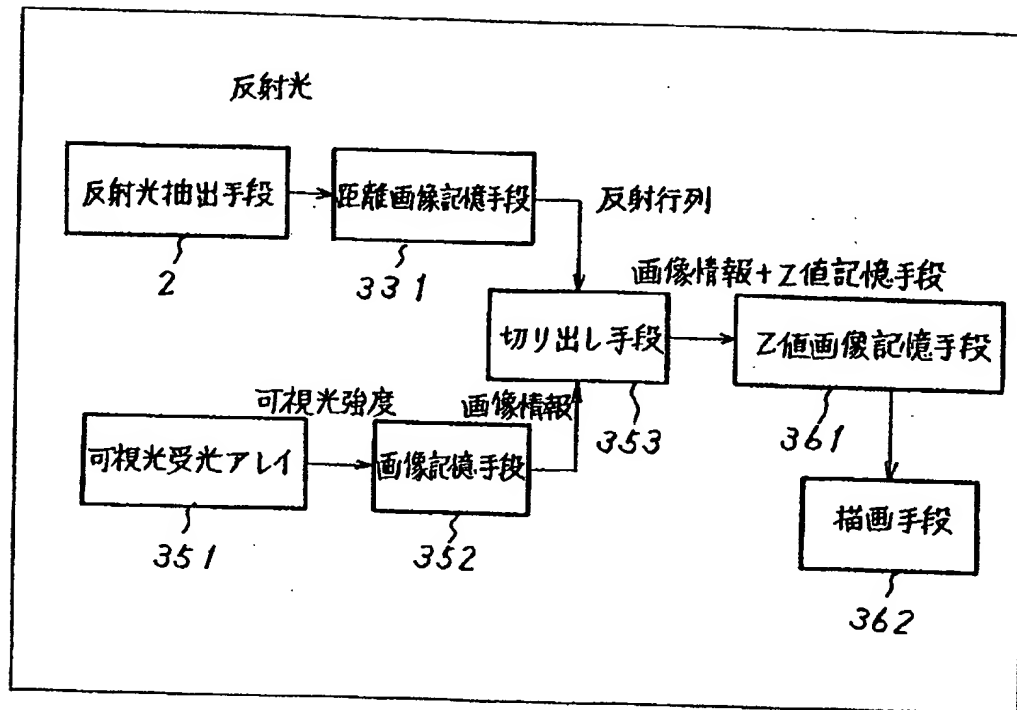 反射光
反射光抽出手段
距離画像記憶手段
反射行列
2
331
画像情報+Z値記憶手段
切り出し手段
Z値画像記憶手段
可視光強度
画像情報
353
361
可視光受光アレイ
画像記憶手段
351
352
描画手段
362